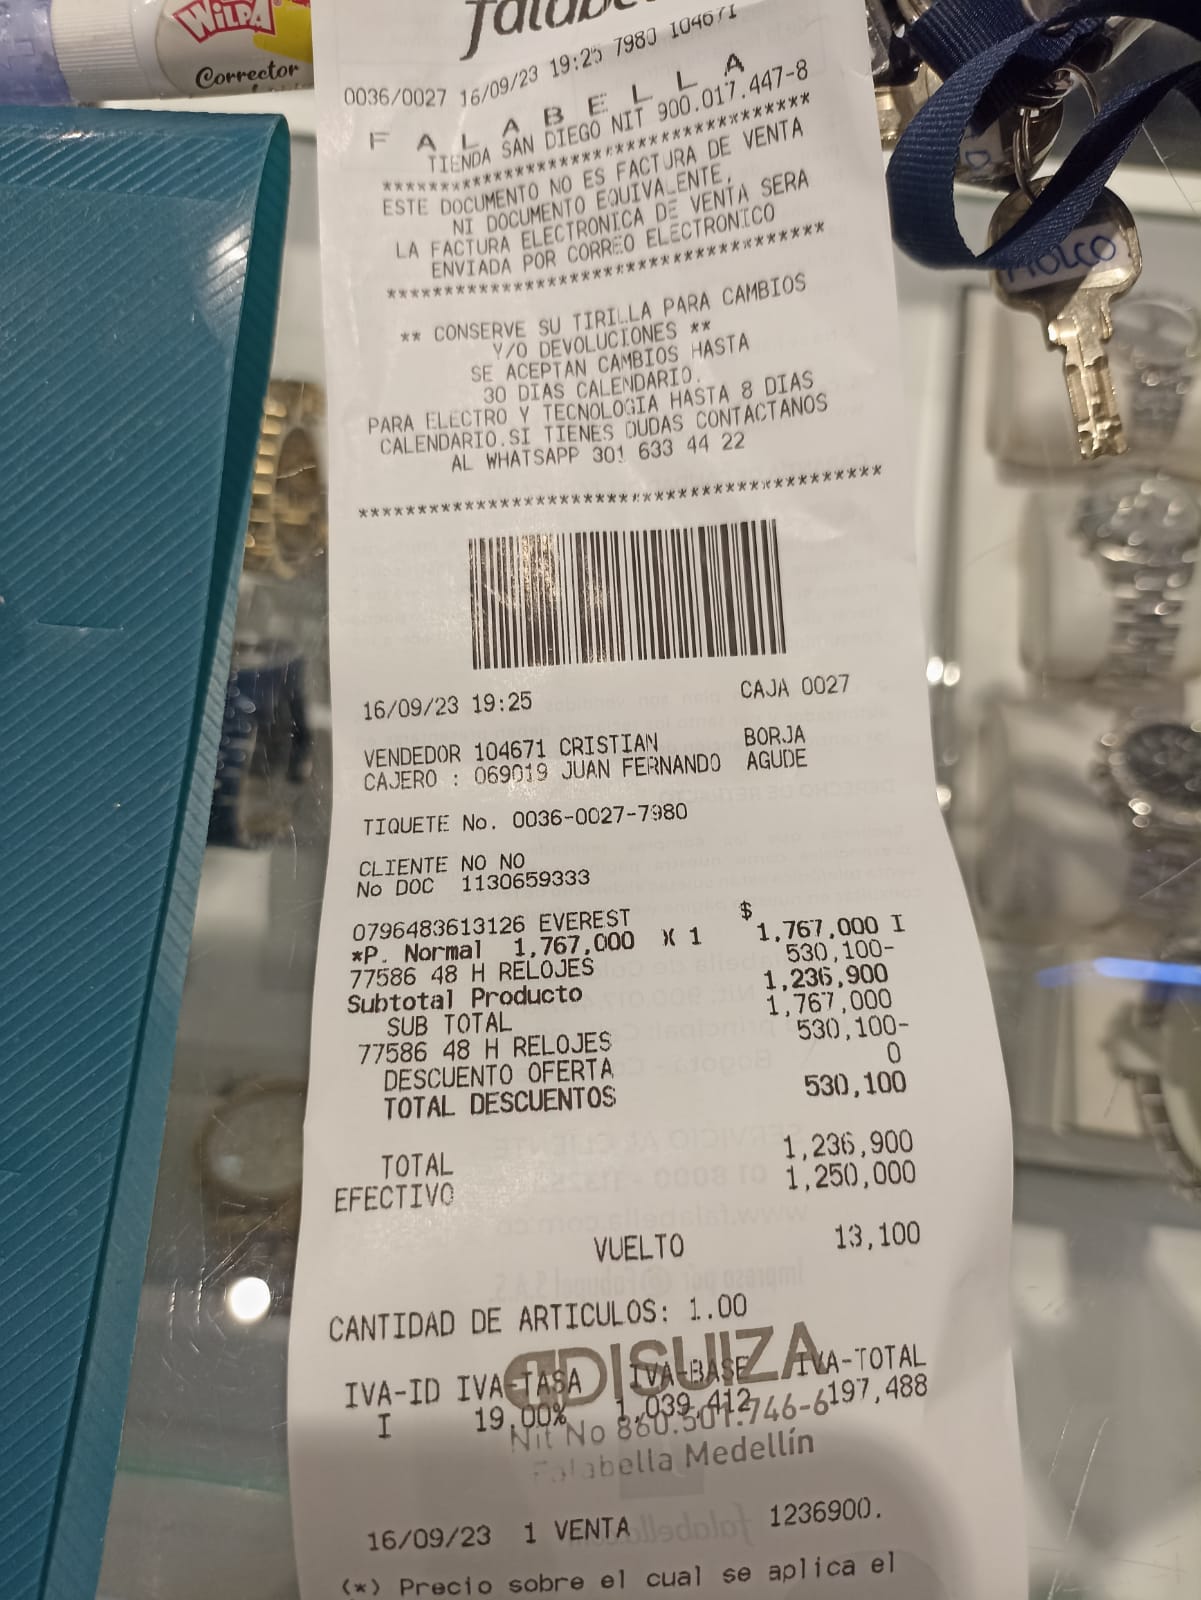 WiLPA
Corrector
falabe
0036/0027 16/09/23 19:25 7980 104671
F A L A B E L L A
TIENDA SAN DIEGO NIT 900.017.447-8
****************************************
ESTE DOCUMENTO NO ES FACTURA DE VENTA
NI DOCUMENTO EQUIVALENTE,
LA FACTURA ELECTRONICA DE VENTA SERA
ENVIADA POR CORREO ELECTRONICO
****************************************
** CONSERVE SU TIRILLA PARA CAMBIOS
Y/O DEVOLUCIONES **
SE ACEPTAN CAMBIOS HASTA
30 DIAS CALENDARIO.
PARA ELECTRO Y TECNOLOGIA HASTA 8 DIAS
CALENDARIO.SI TIENES DUDAS CONTACTANOS
AL WHATSAPP 301 633 44 22
********************************************
16/09/23 19:25 CAJA 0027
VENDEDOR 104671 CRISTIAN BORJA
CAJERO : 069019 JUAN FERNANDO AGUDE
TIQUETE No. 0036-0027-7980
CLIENTE NO NO
No DOC 1130659333
$
0796483613126 EVEREST 1,767,000 I
*P. Normal 1,767,000 X 1
77586 48 H RELOJES 530,100-
Subtotal Producto 1,236,900
SUB TOTAL 1,767,000
77586 48 H RELOJES 530,100-
DESCUENTO OFERTA 0
TOTAL DESCUENTOS 530,100
TOTAL 1,236,900
EFECTIVO 1,250,000
VUELTO 13,100
CANTIDAD DE ARTICULOS: 1.00
DISUIZA
IVA-ID IVA-TASA IVA-BASE IVA-TOTAL
I 19.00% 1,039,412 197,488
Nit No 860.501.746-6
Falabella Medellín
16/09/23 1 VENTA 1236900.
(*) Precio sobre el cual se aplica el
HOLCO